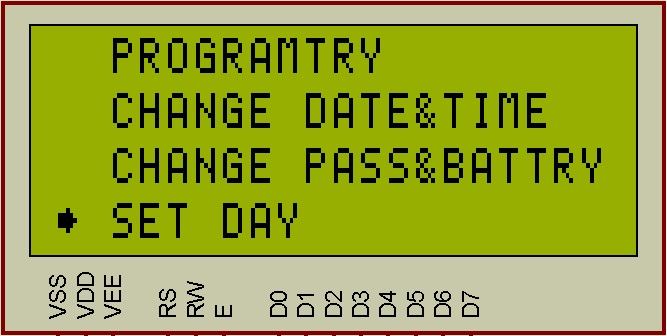 PROGRAMTRY
CHANGE DATE&TIME
CHANGE PASS&BATTRY
SET DAY
VSS VDD VEE RS RW E D0 D1 D2 D3 D4 D5 D6 D7